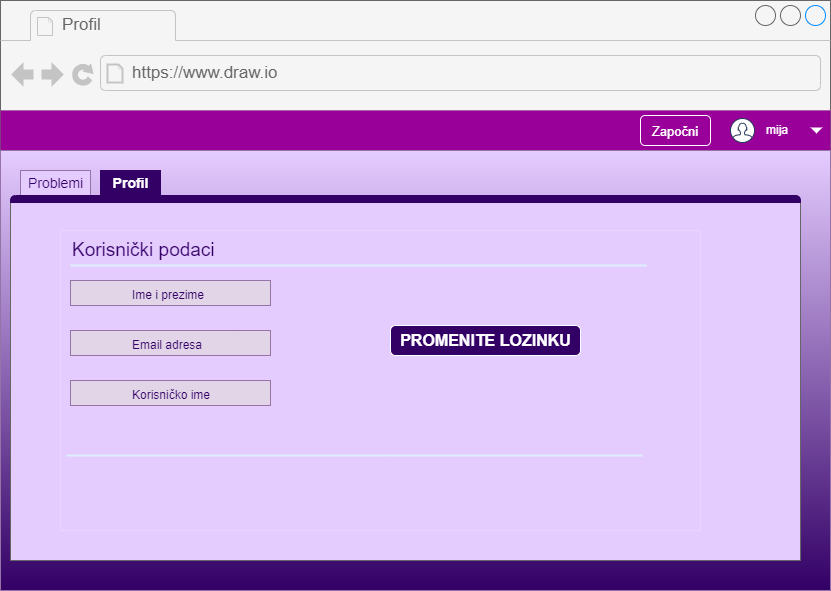 Profil
https://www.draw.io
Započni
mija
Problemi
Profil
Korisnički podaci
Ime i prezime
Email adresa
PROMENITE LOZINKU
Korisničko ime